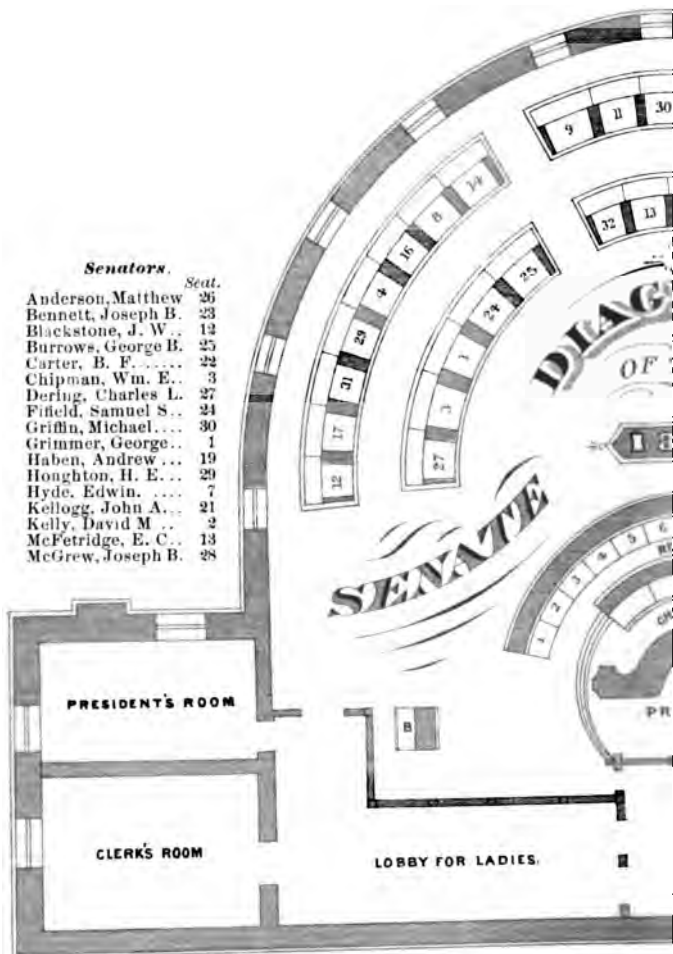 Senators.
Seat.
Anderson, Matthew 26
Bennett, Joseph B. 23
Blackstone, J. W.. 12
Burrows, George B. 25
Carter, B. F...... 22
Chipman, Wm. E.. 3
Dering, Charles L. 27
Fifield, Samuel S.. 24
Griffin, Michael.... 30
Grimmer, George.. 1
Haben, Andrew ... 19
Houghton, H. E... 29
Hyde, Edwin. .... 7
Kellogg, John A... 21
Kelly, David M .. 2
McFetridge, E. C.. 13
McGrew, Joseph B. 28
9 11 30
14
8
16
4
29
31
17
12
32 13
25
24
1
3
27
DIAG
OF
SENATE
1 2 3 4 5 6
RE
CH
PR
B
PRESIDENT'S ROOM
CLERK'S ROOM
LOBBY FOR LADIES.